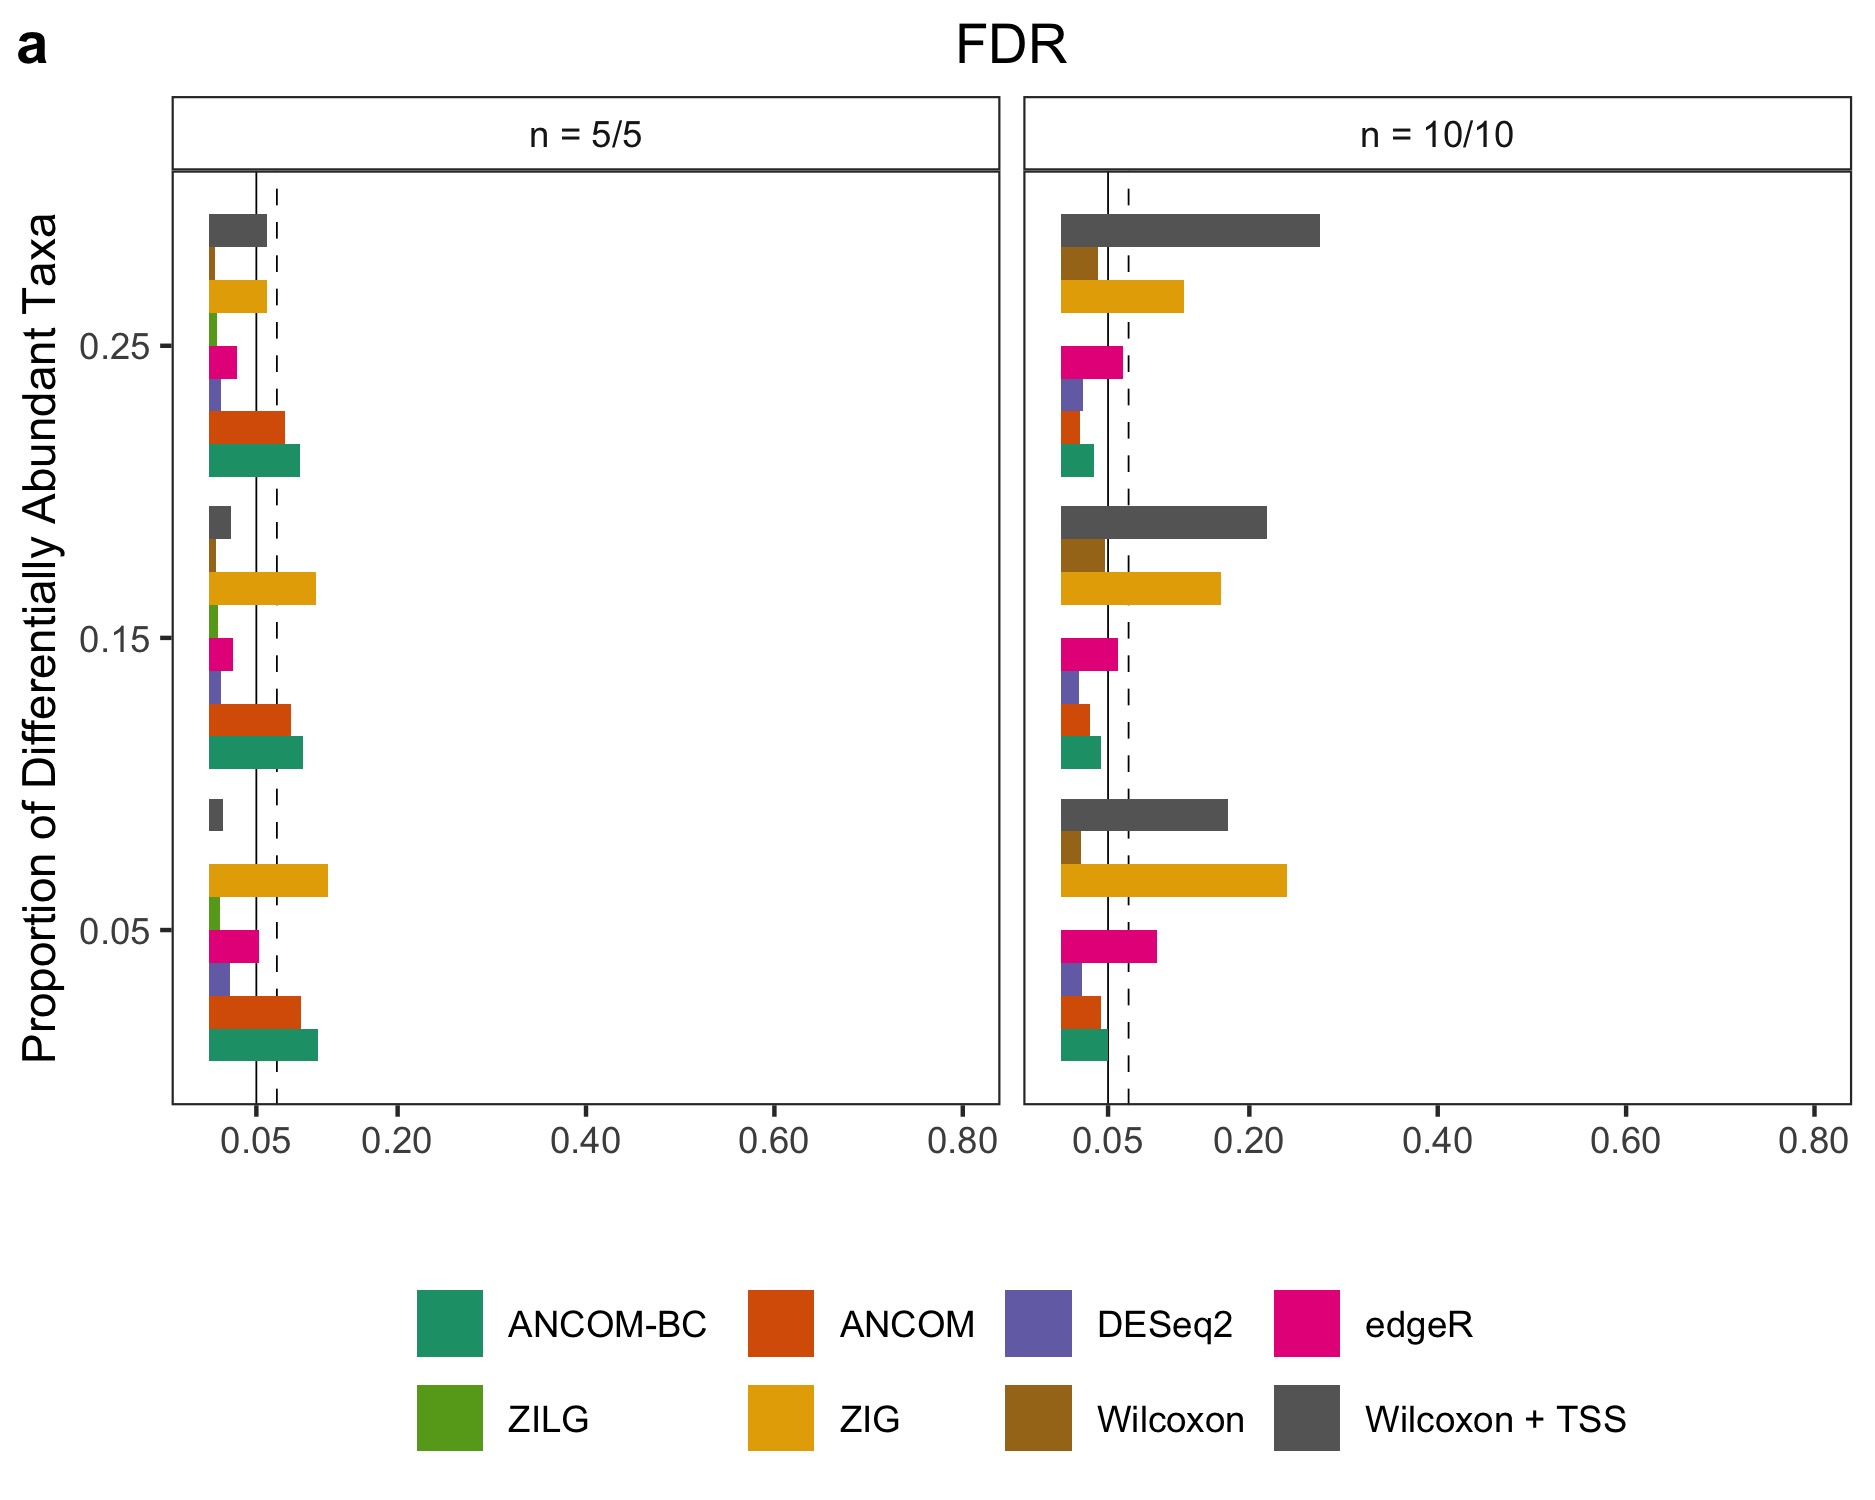 a
FDR
n = 5/5
n = 10/10
Proportion of Differentially Abundant Taxa
0.25
0.15
0.05
0.05 0.20 0.40 0.60 0.80
0.05 0.20 0.40 0.60 0.80
ANCOM-BC ANCOM DESeq2 edgeR
ZILG ZIG Wilcoxon Wilcoxon + TSS